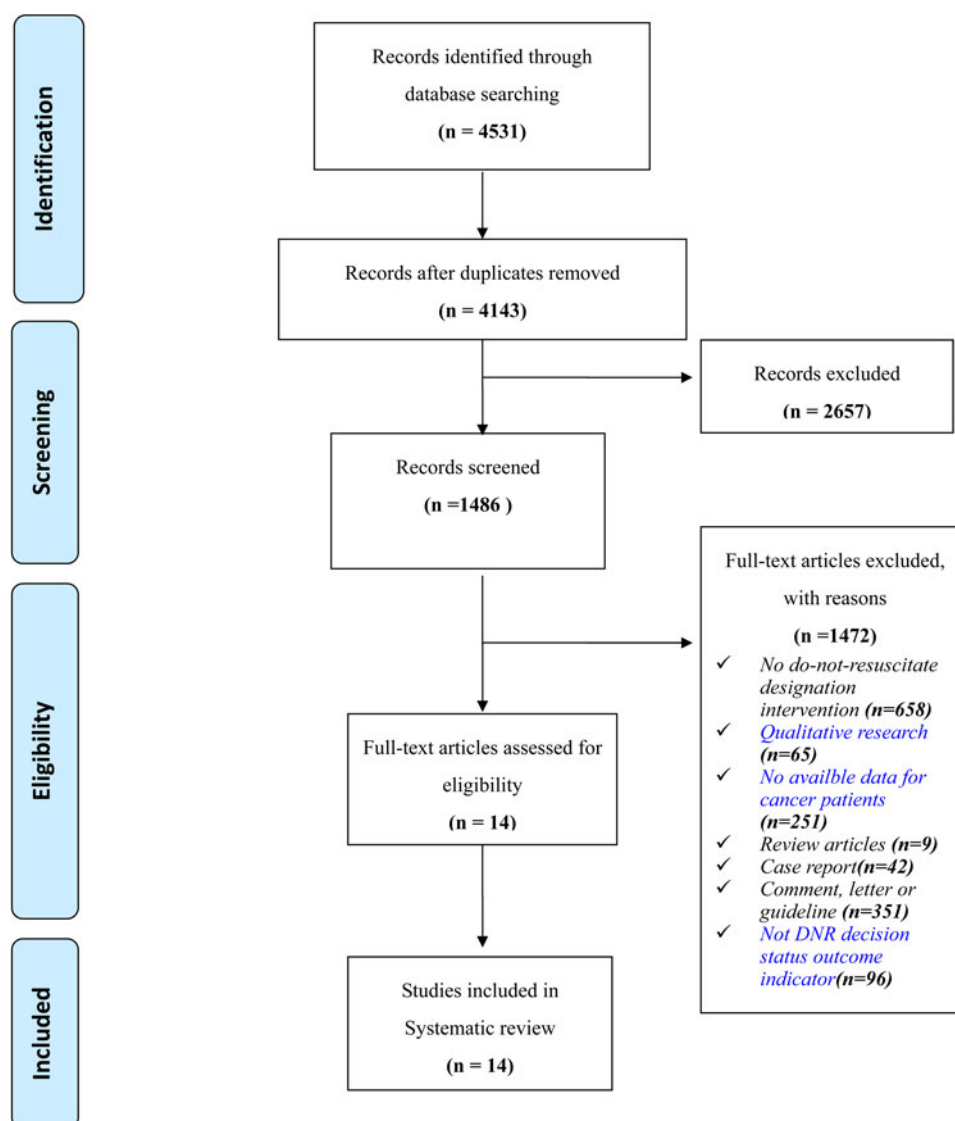 Identification
Records identified through
database searching
(n = 4531)
Records after duplicates removed
(n = 4143)
Screening
Records excluded
(n = 2657)
Records screened
(n =1486 )
Eligibility
Full-text articles excluded,
with reasons
(n =1472)
✓ No do-not-resuscitate
designation
intervention (n=658)
✓ Qualitative research
(n=65)
✓ No availble data for
cancer patients
(n=251)
✓ Review articles (n=9)
✓ Case report(n=42)
✓ Comment, letter or
guideline (n=351)
✓ Not DNR decision
status outcome
indicator(n=96)
Full-text articles assessed for
eligibility
(n = 14)
Included
Studies included in
Systematic review
(n = 14)